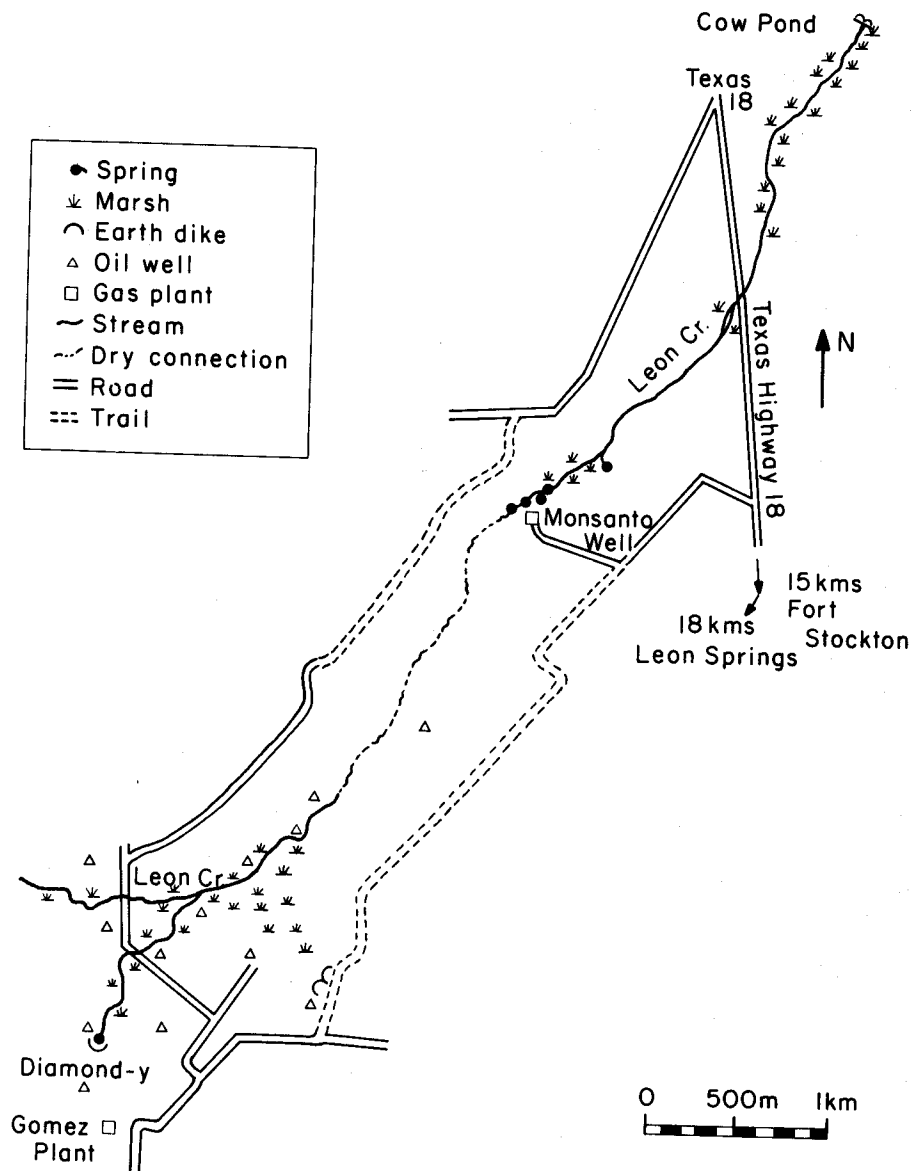 Cow Pond
Texas
18
Spring
Marsh
Earth dike
Oil well
Gas plant
Stream
Dry connection
Road
Trail
N
Leon Cr.
Texas Highway 18
Monsanto
Well
15 kms
Fort
Stockton
18 kms
Leon Springs
Leon Cr
Diamond-y
Gomez
Plant
0 500m 1km